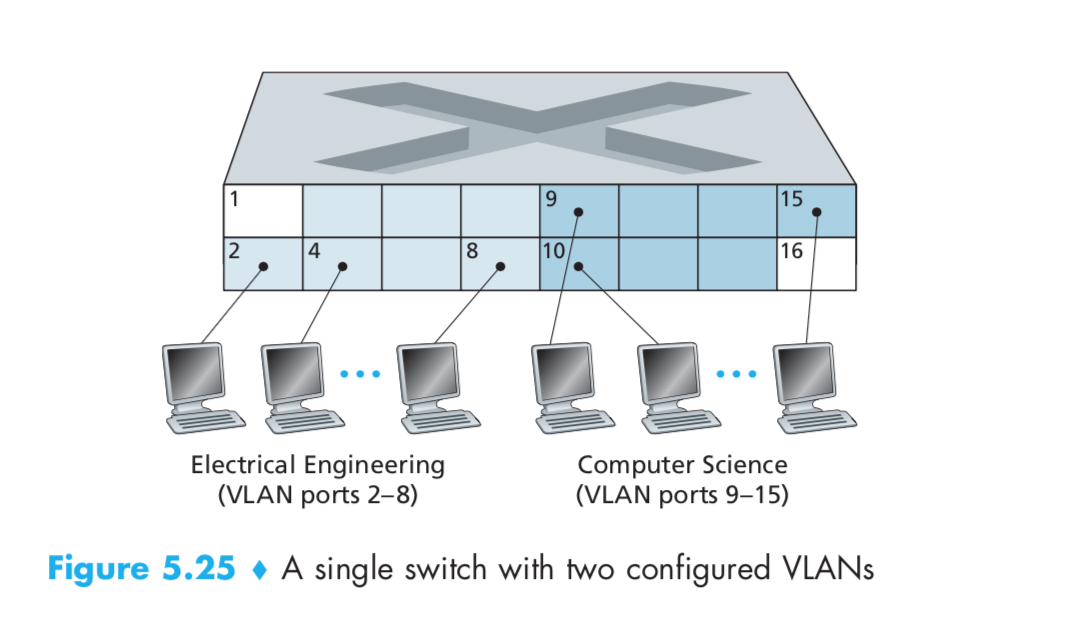 1
9
15
2
4
8
10
16
Electrical Engineering
(VLAN ports 2–8)
Computer Science
(VLAN ports 9–15)
Figure 5.25 ♦ A single switch with two configured VLANs